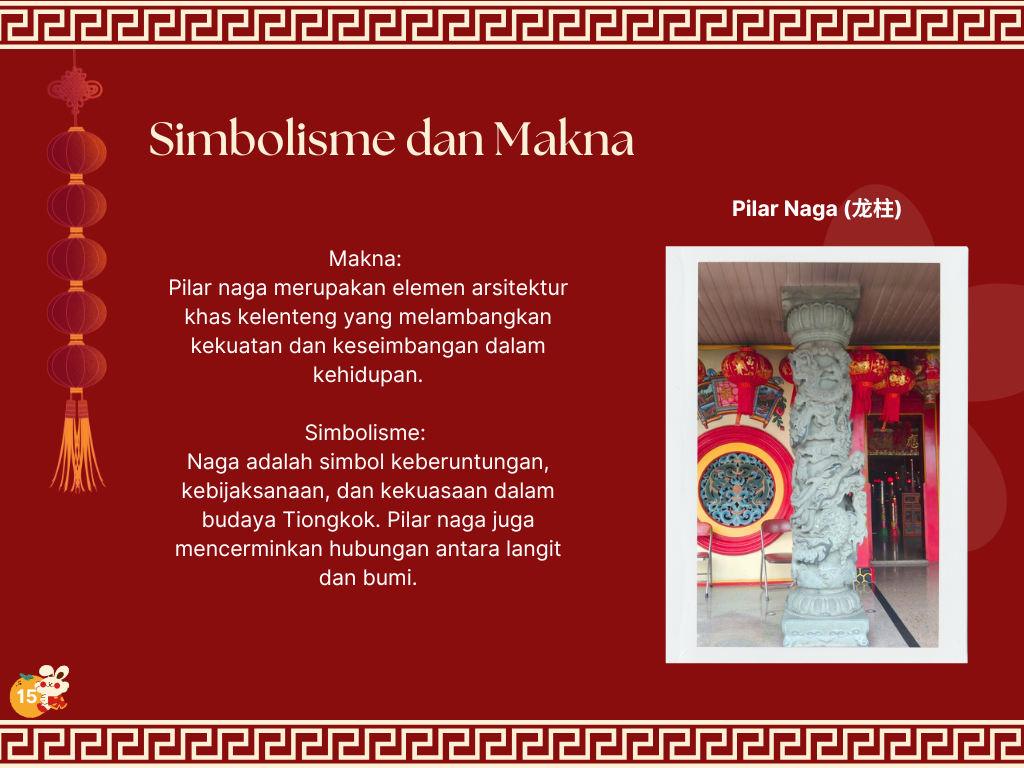 Simbolisme dan Makna
Pilar Naga (龙柱)
Makna:
Pilar naga merupakan elemen arsitektur
khas kelenteng yang melambangkan
kekuatan dan keseimbangan dalam
kehidupan.
Simbolisme:
Naga adalah simbol keberuntungan,
kebijaksanaan, dan kekuasaan dalam
budaya Tiongkok. Pilar naga juga
mencerminkan hubungan antara langit
dan bumi.
15